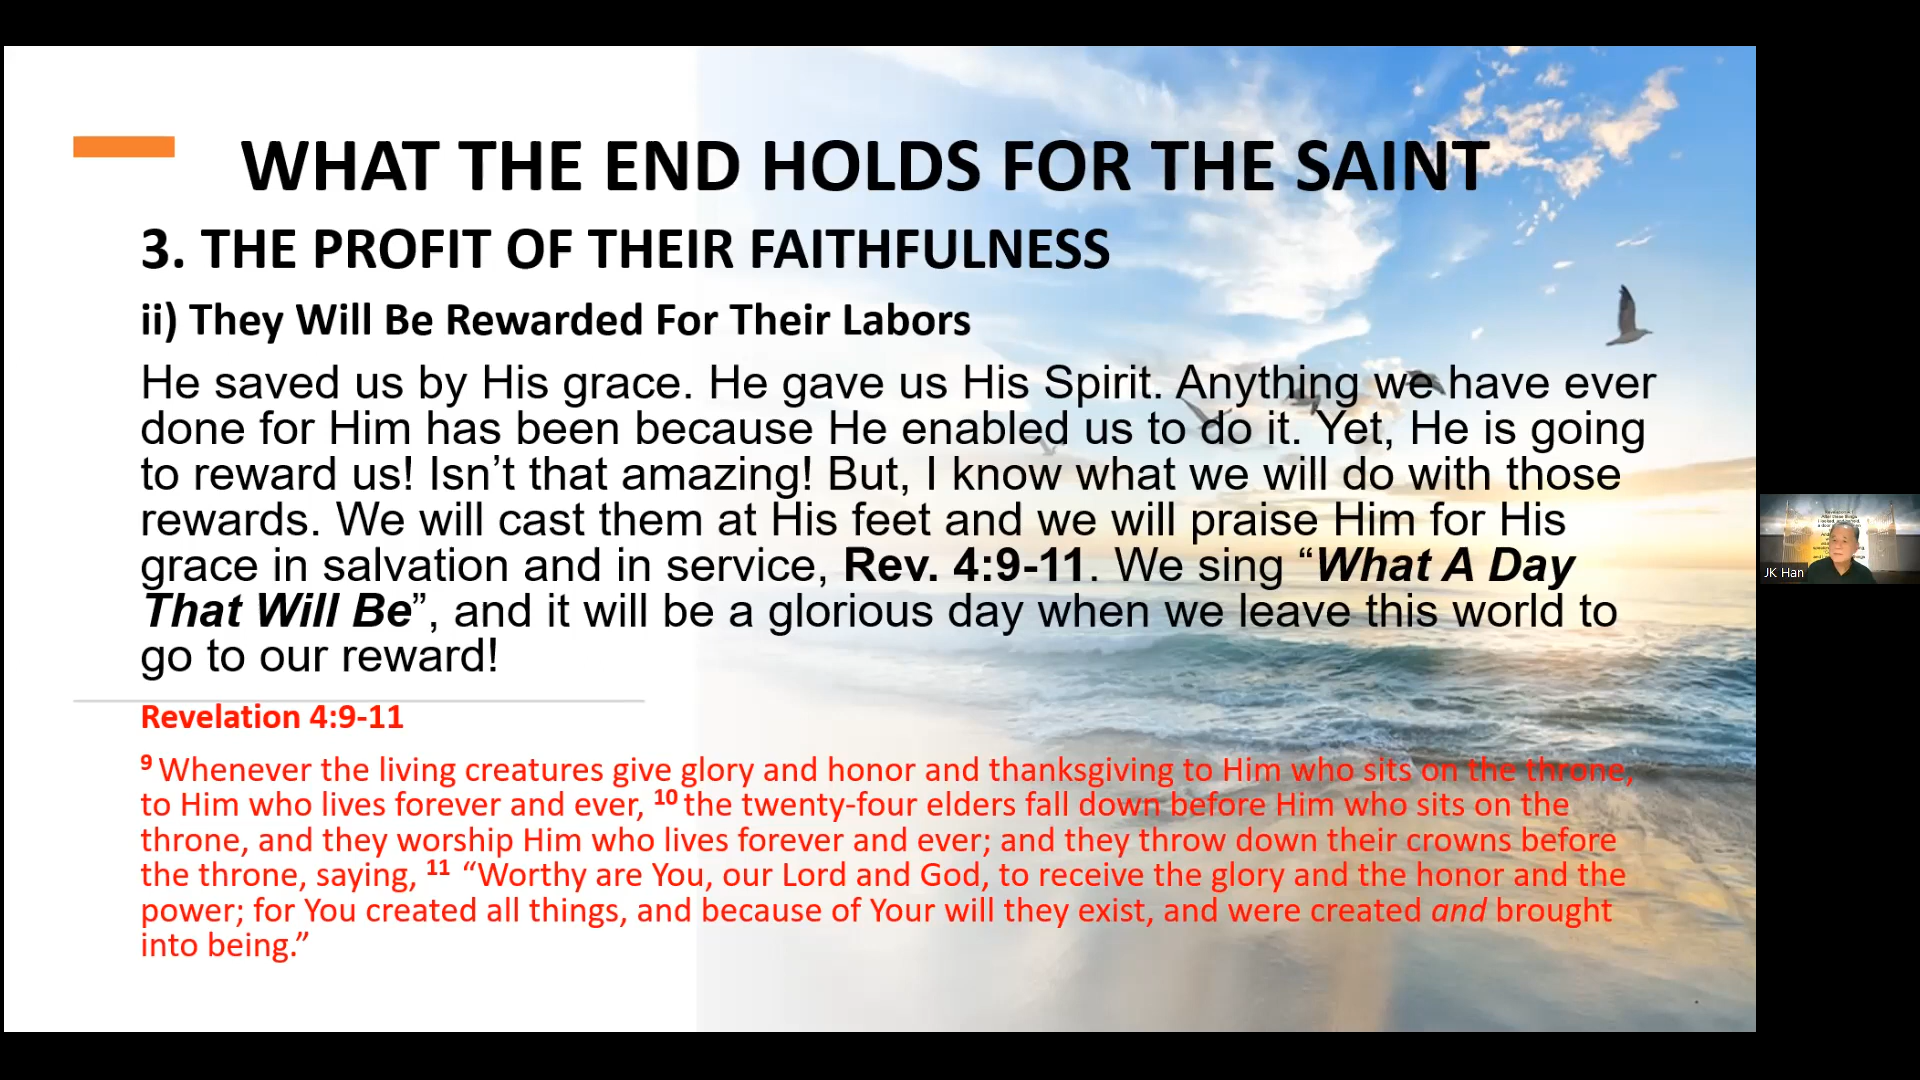 WHAT THE END HOLDS FOR THE SAINT
3. THE PROFIT OF THEIR FAITHFULNESS
ii) They Will Be Rewarded For Their Labors
He saved us by His grace. He gave us His Spirit. Anything we have ever
done for Him has been because He enabled us to do it. Yet, He is going
to reward us! Isn’t that amazing! But, I know what we will do with those
rewards. We will cast them at His feet and we will praise Him for His
grace in salvation and in service, Rev. 4:9-11. We sing “What A Day
That Will Be”, and it will be a glorious day when we leave this world to
go to our reward!
Revelation 4:9-11
9 Whenever the living creatures give glory and honor and thanksgiving to Him who sits on the throne,
to Him who lives forever and ever, 10 the twenty-four elders fall down before Him who sits on the
throne, and they worship Him who lives forever and ever; and they throw down their crowns before
the throne, saying, 11 “Worthy are You, our Lord and God, to receive the glory and the honor and the
power; for You created all things, and because of Your will they exist, and were created and brought
into being.”
JK Han